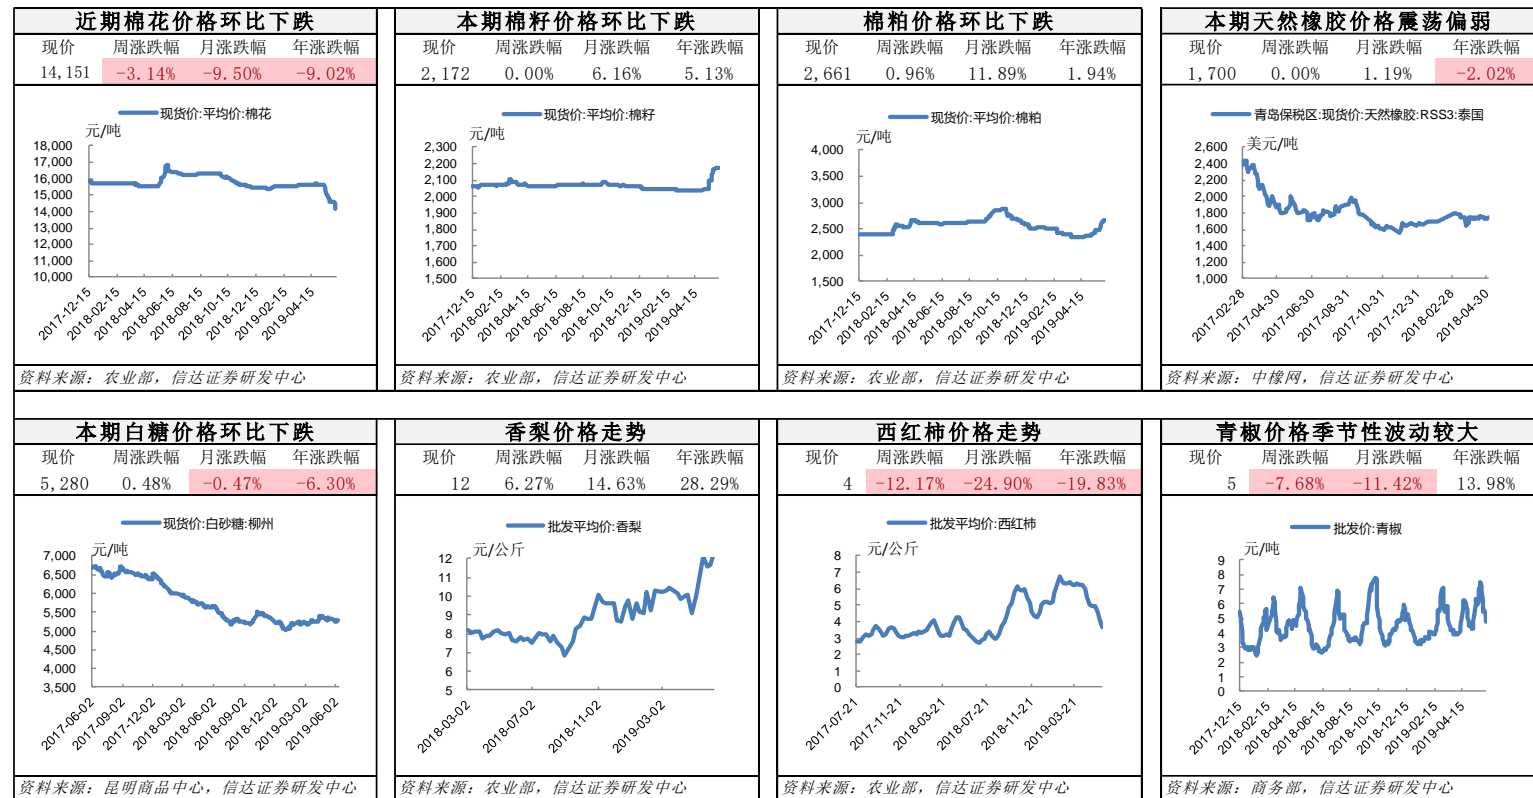 近期棉花价格环比下跌
现价 周涨跌幅 月涨跌幅 年涨跌幅
14,151 -3.14% -9.50% -9.02%
现货价:平均价:棉花
元/吨
18,000
17,000
16,000
15,000
14,000
13,000
12,000
11,000
10,000
2017-12-15 2018-02-15 2018-04-15 2018-06-15 2018-08-15 2018-10-15 2018-12-15 2019-02-15 2019-04-15
资料来源：农业部，信达证券研发中心
本期棉籽价格环比下跌
现价 周涨跌幅 月涨跌幅 年涨跌幅
2,172 0.00% 6.16% 5.13%
现货价:平均价:棉籽
元/吨
2,300
2,200
2,100
2,000
1,900
1,800
1,700
1,600
1,500
2017-12-15 2018-02-15 2018-04-15 2018-06-15 2018-08-15 2018-10-15 2018-12-15 2019-02-15 2019-04-15
资料来源：农业部，信达证券研发中心
棉粕价格环比下跌
现价 周涨跌幅 月涨跌幅 年涨跌幅
2,661 0.96% 11.89% 1.94%
现货价:平均价:棉粕
元/吨
4,000
3,500
3,000
2,500
2,000
1,500
2017-12-15 2018-02-15 2018-04-15 2018-06-15 2018-08-15 2018-10-15 2018-12-15 2019-02-15 2019-04-15
资料来源：农业部，信达证券研发中心
本期天然橡胶价格震荡偏弱
现价 周涨跌幅 月涨跌幅 年涨跌幅
1,700 0.00% 1.19% -2.02%
青岛保税区:现货价:天然橡胶:RSS3:泰国
美元/吨
2,600
2,400
2,200
2,000
1,800
1,600
1,400
1,200
1,000
2017-02-28 2017-04-30 2017-06-30 2017-08-31 2017-10-31 2017-12-31 2018-02-28 2018-04-30
资料来源：中橡网，信达证券研发中心
本期白糖价格环比下跌
现价 周涨跌幅 月涨跌幅 年涨跌幅
5,280 0.48% -0.47% -6.30%
现货价:白砂糖:柳州
元/吨
7,000
6,500
6,000
5,500
5,000
4,500
4,000
3,500
2017-06-02 2017-09-02 2017-12-02 2018-03-02 2018-06-02 2018-09-02 2018-12-02 2019-03-02 2019-06-02
资料来源：昆明商品中心，信达证券研发中心
香梨价格走势
现价 周涨跌幅 月涨跌幅 年涨跌幅
12 6.27% 14.63% 28.29%
批发平均价:香梨
元/公斤
12
11
10
9
8
7
6
5
2018-03-02 2018-07-02 2018-11-02 2019-03-02
资料来源：农业部，信达证券研发中心
西红柿价格走势
现价 周涨跌幅 月涨跌幅 年涨跌幅
4 -12.17% -24.90% -19.83%
批发平均价:西红柿
元/公斤
8
7
6
5
4
3
2
1
0
2017-07-21 2017-11-21 2018-03-21 2018-07-21 2018-11-21 2019-03-21
资料来源：农业部，信达证券研发中心
青椒价格季节性波动较大
现价 周涨跌幅 月涨跌幅 年涨跌幅
5 -7.68% -11.42% 13.98%
批发价:青椒
元/吨
9
8
7
6
5
4
3
2
1
0
2017-12-15 2018-02-15 2018-04-15 2018-06-15 2018-08-15 2018-10-15 2018-12-15 2019-02-15 2019-04-15
资料来源：商务部，信达证券研发中心